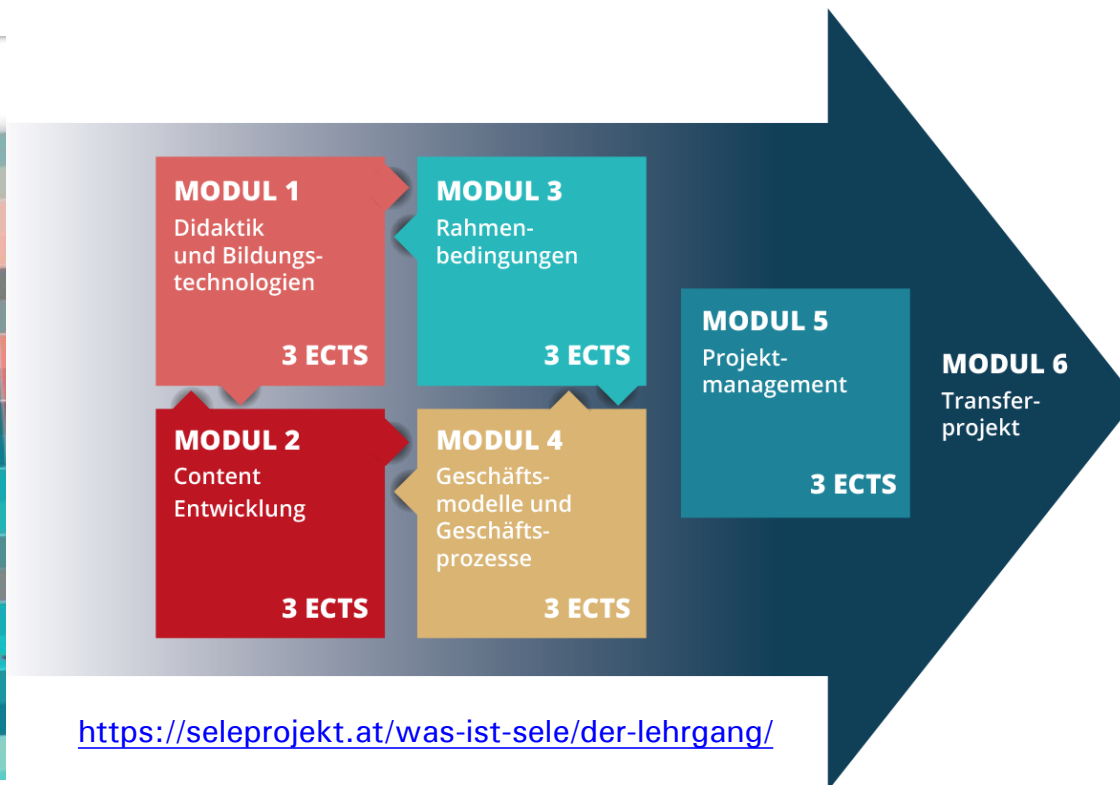 MODUL 1
Didaktik
und Bildungs-
technologien
3 ECTS
MODUL 2
Content
Entwicklung
3 ECTS
MODUL 3
Rahmen-
bedingungen
3 ECTS
MODUL 4
Geschäfts-
modelle und
Geschäfts-
prozesse
3 ECTS
MODUL 5
Projekt-
management
3 ECTS
MODUL 6
Transfer-
projekt
https://seleprojekt.at/was-ist-sele/der-lehrgang/